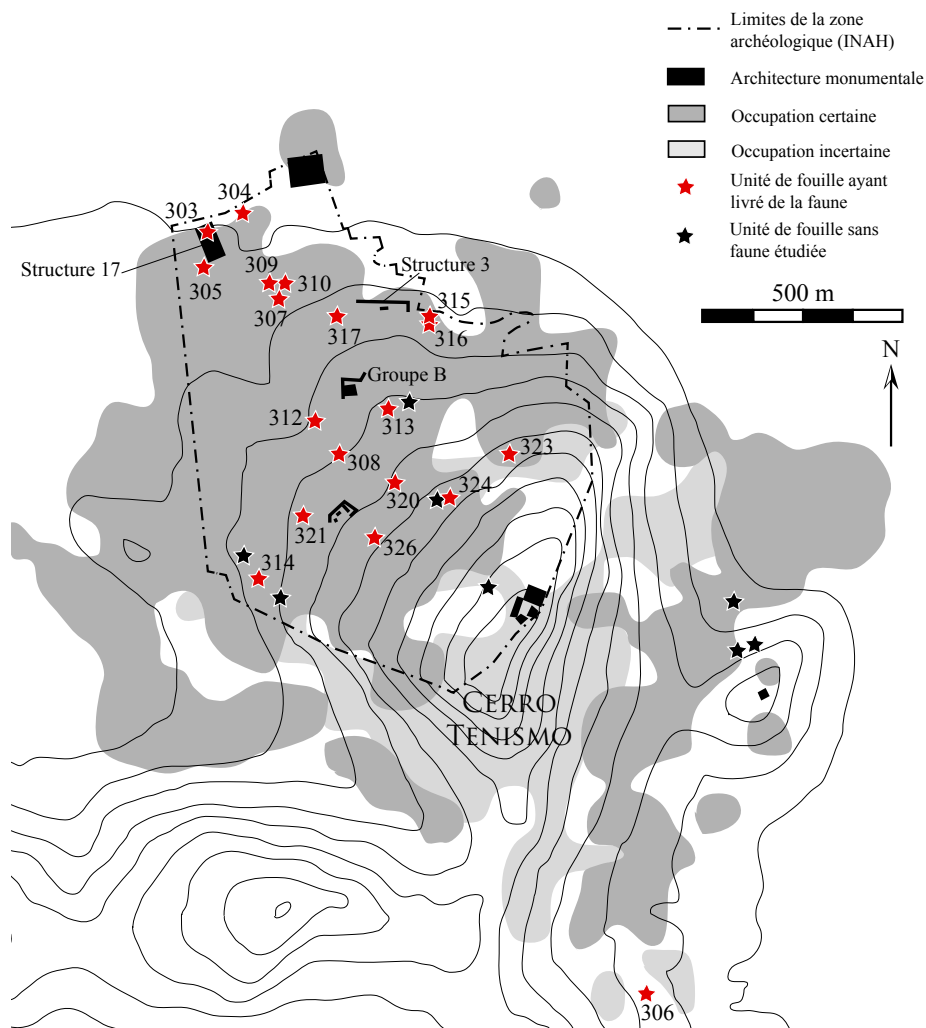 Limites de la zone
archéologique (INAH)
Architecture monumentale
Occupation certaine
Occupation incertaine
Unité de fouille ayant
livré de la faune
Unité de fouille sans
faune étudiée
500 m
N
304
303
Structure 17
305
309
310
307
Structure 3
315
316
317
Groupe B
312
313
308
323
320
324
321
326
314
CERRO
TENISMO
306